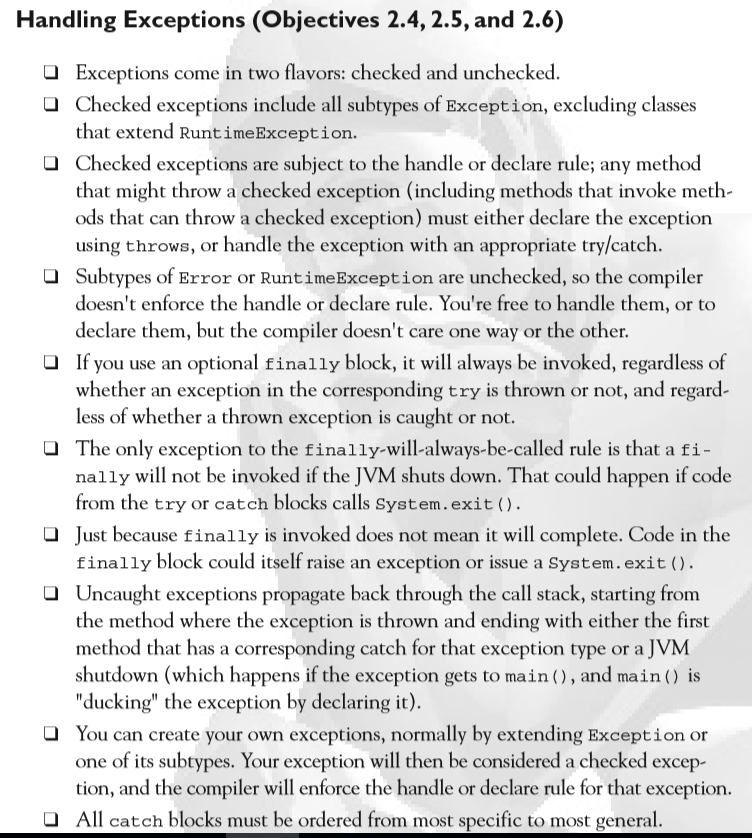 Handling Exceptions (Objectives 2.4, 2.5, and 2.6)
❑ Exceptions come in two flavors: checked and unchecked.
❑ Checked exceptions include all subtypes of Exception, excluding classes
that extend RuntimeException.
❑ Checked exceptions are subject to the handle or declare rule; any method
that might throw a checked exception (including methods that invoke meth-
ods that can throw a checked exception) must either declare the exception
using throws, or handle the exception with an appropriate try/catch.
❑ Subtypes of Error or RuntimeException are unchecked, so the compiler
doesn't enforce the handle or declare rule. You're free to handle them, or to
declare them, but the compiler doesn't care one way or the other.
❑ If you use an optional finally block, it will always be invoked, regardless of
whether an exception in the corresponding try is thrown or not, and regard-
less of whether a thrown exception is caught or not.
❑ The only exception to the finally-will-always-be-called rule is that a fi-
nally will not be invoked if the JVM shuts down. That could happen if code
from the try or catch blocks calls System.exit().
❑ Just because finally is invoked does not mean it will complete. Code in the
finally block could itself raise an exception or issue a System.exit().
❑ Uncaught exceptions propagate back through the call stack, starting from
the method where the exception is thrown and ending with either the first
method that has a corresponding catch for that exception type or a JVM
shutdown (which happens if the exception gets to main(), and main() is
"ducking" the exception by declaring it).
❑ You can create your own exceptions, normally by extending Exception or
one of its subtypes. Your exception will then be considered a checked excep-
tion, and the compiler will enforce the handle or declare rule for that exception.
❑ All catch blocks must be ordered from most specific to most general.